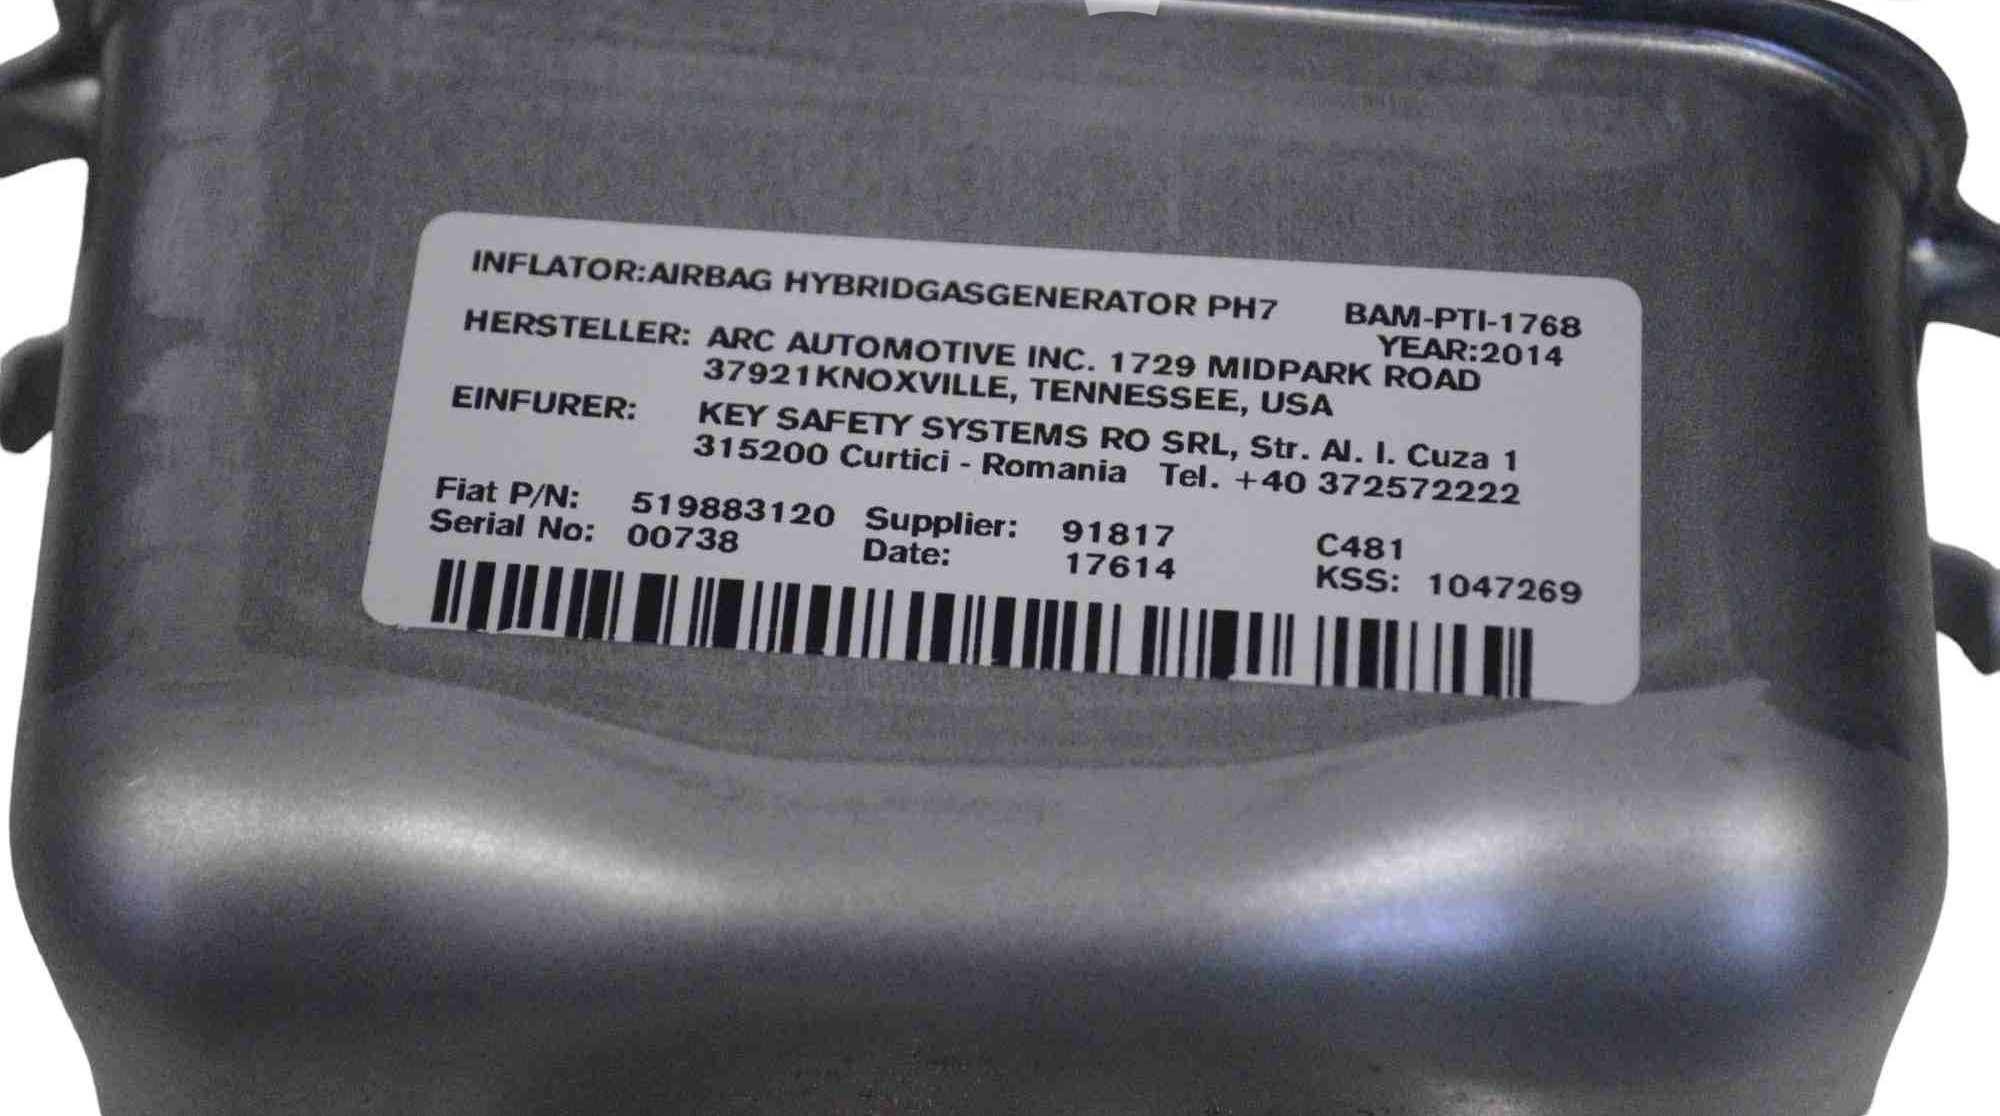 INFLATOR:AIRBAG HYBRIDGASGENERATOR PH7 BAM-PTI-1768
YEAR:2014
HERSTELLER: ARC AUTOMOTIVE INC. 1729 MIDPARK ROAD
37921KNOXVILLE, TENNESSEE, USA
EINFURER: KEY SAFETY SYSTEMS RO SRL, Str. Al. I. Cuza 1
315200 Curtici - Romania Tel. +40 372572222
Fiat P/N: 519883120 Supplier: 91817 C481
Serial No: 00738 Date: 17614 KSS: 1047269